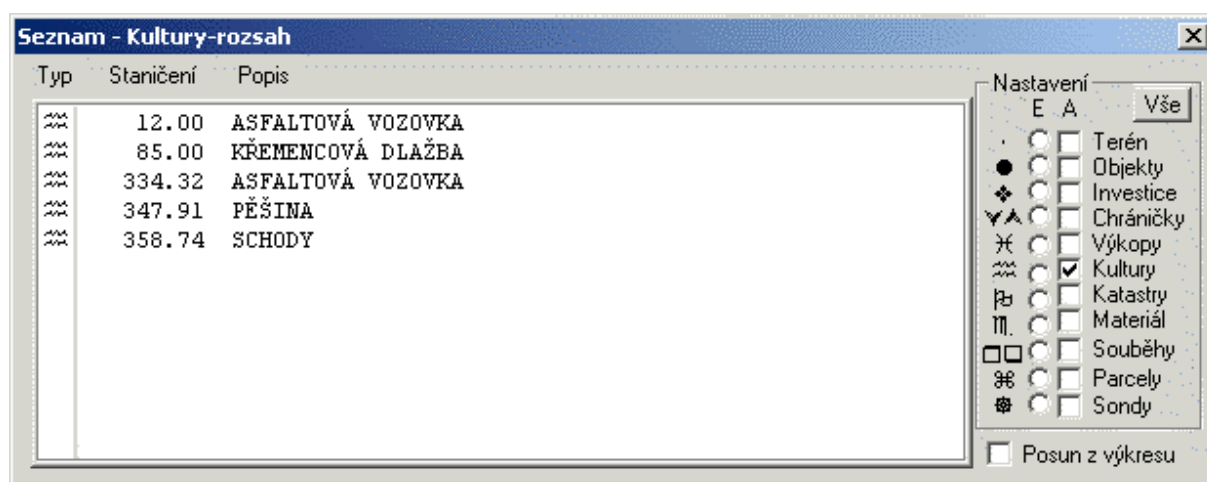 Seznam - Kultury-rozsah
Typ Staničení Popis
12.00 ASFALTOVÁ VOZOVKA
85.00 KŘEMENCOVÁ DLAŽBA
334.32 ASFALTOVÁ VOZOVKA
347.91 PĚŠINA
358.74 SCHODY
Nastavení
E A Vše
Terén
Objekty
Investice
Chráničky
Výkopy
Kultury
Katastry
Materiál
Souběhy
Parcely
Sondy
Posun z výkresu